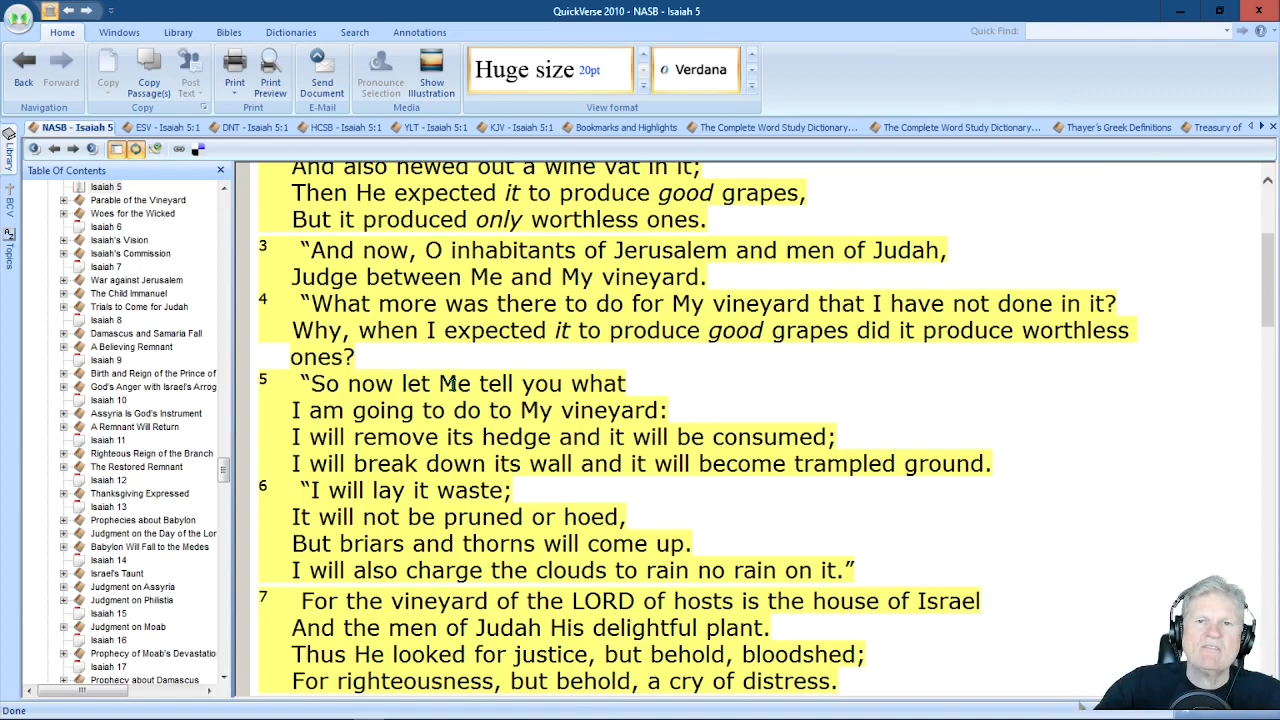 QuickVerse 2010 - NASB - Isaiah 5
Home Windows Library Bibles Dictionaries Search Annotations
Quick Find:
Back Forward Copy Copy Passage(s) Post Text Print Print Preview Send Document Pronounce Selection Show Illustration Huge size 20pt Verdana
Navigation Copy Print E-Mail Media View format
NASB - Isaiah 5 ESV - Isaiah 5:1 DNT - Isaiah 5:1 HCSB - Isaiah 5:1 YLT - Isaiah 5:1 KJV - Isaiah 5:1 Bookmarks and Highlights The Complete Word Study Dictionary... The Complete Word Study Dictionary... Thayer's Greek Definitions Treasury of
Library
BCV
Topics
Table Of Contents
Isaiah 5
Parable of the Vineyard
Woes for the Wicked
Isaiah 6
Isaiah's Vision
Isaiah's Commission
Isaiah 7
War against Jerusalem
The Child Immanuel
Trials to Come for Judah
Isaiah 8
Damascus and Samaria Fall
A Believing Remnant
Isaiah 9
Birth and Reign of the Prince of
God's Anger with Israel's Arrog
Isaiah 10
Assyria Is God's Instrument
A Remnant Will Return
Isaiah 11
Righteous Reign of the Branch
The Restored Remnant
Isaiah 12
Thanksgiving Expressed
Isaiah 13
Prophecies about Babylon
Judgment on the Day of the Lor
Babylon Will Fall to the Medes
Isaiah 14
Israel's Taunt
Judgment on Assyria
Judgment on Philistia
Isaiah 15
Judgment on Moab
Isaiah 16
Prophecy of Moab's Devastatio
Isaiah 17
Prophecy about Damascus
And also hewed out a wine vat in it;
Then He expected it to produce good grapes,
But it produced only worthless ones.
3 “And now, O inhabitants of Jerusalem and men of Judah,
Judge between Me and My vineyard.
4 “What more was there to do for My vineyard that I have not done in it?
Why, when I expected it to produce good grapes did it produce worthless
ones?
5 “So now let Me tell you what
I am going to do to My vineyard:
I will remove its hedge and it will be consumed;
I will break down its wall and it will become trampled ground.
6 “I will lay it waste;
It will not be pruned or hoed,
But briars and thorns will come up.
I will also charge the clouds to rain no rain on it.”
7 For the vineyard of the LORD of hosts is the house of Israel
And the men of Judah His delightful plant.
Thus He looked for justice, but behold, bloodshed;
For righteousness, but behold, a cry of distress.
Done